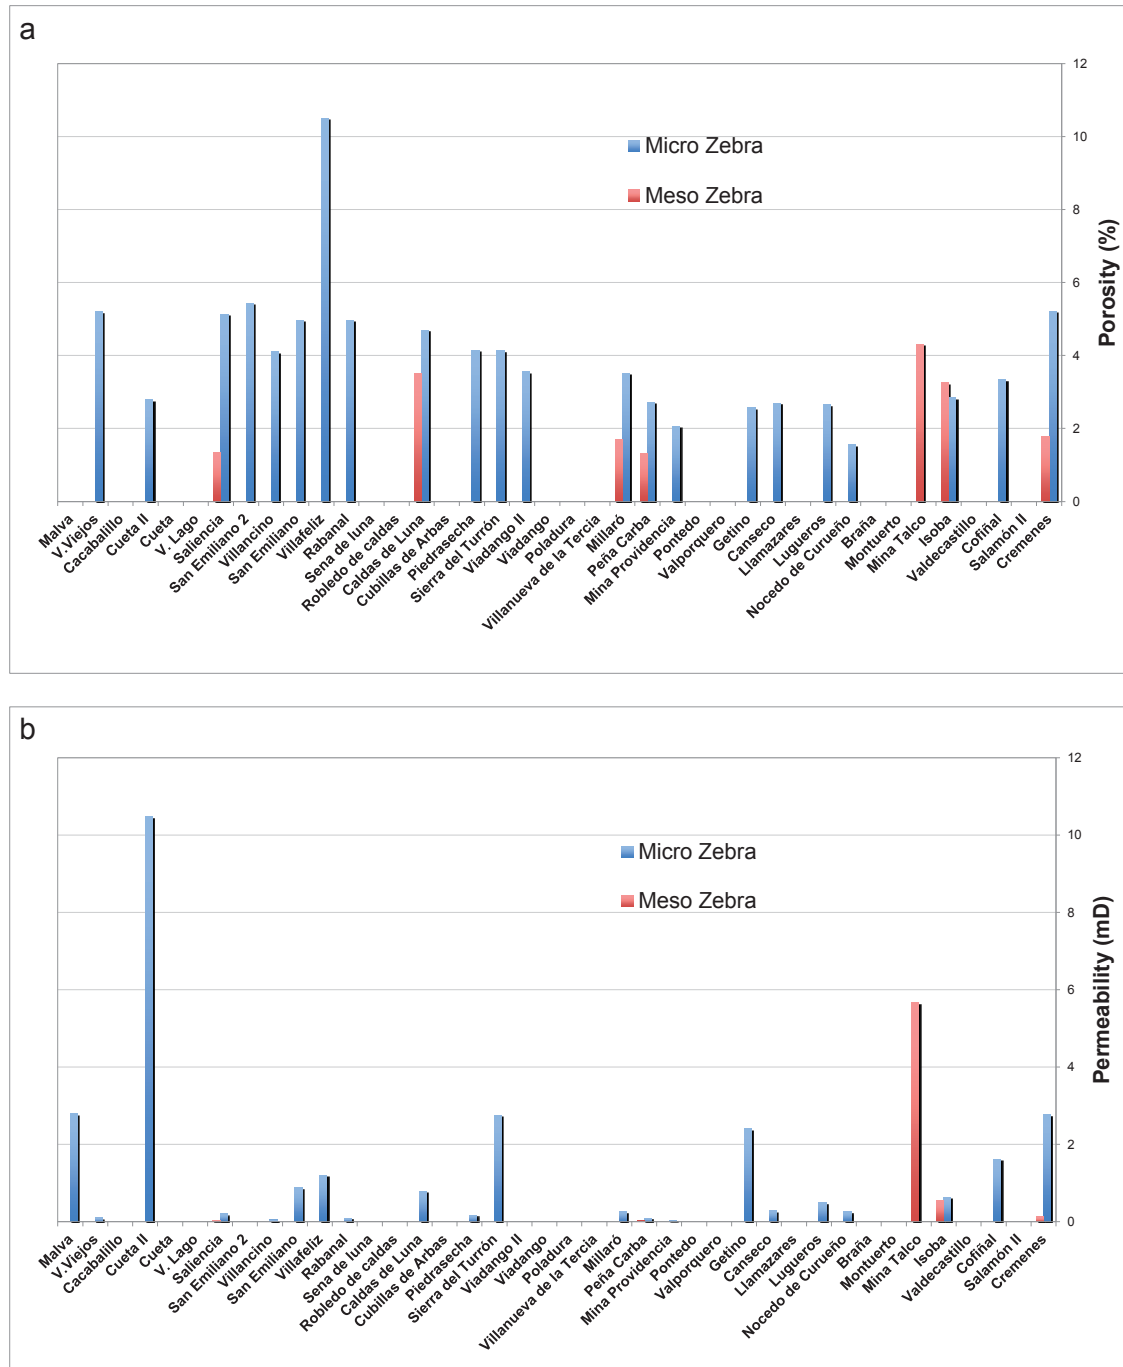 a
12
10
8
6
4
2
0
Porosity (%)
Micro Zebra
Meso Zebra
Malva
V.Viejos
Cacabalillo
Cueta II
Cueta
V. Lago
Saliencia
San Emiliano 2
Villancino
San Emiliano
Villafeliz
Rabanal
Sena de luna
Robledo de caldas
Caldas de Luna
Cubillas de Arbas
Piedrasecha
Sierra del Turrón
Viadango II
Viadango
Poladura
Villanueva de la Tercia
Millaró
Peña Carba
Mina Providencia
Pontedo
Valporquero
Getino
Canseco
Llamazares
Lugueros
Nocedo de Curueño
Braña
Montuerto
Mina Talco
Isoba
Valdecastillo
Cofiñal
Salamón II
Cremenes
b
12
10
8
6
4
2
0
Permeability (mD)
Micro Zebra
Meso Zebra
Malva
V.Viejos
Cacabalillo
Cueta II
Cueta
V. Lago
Saliencia
San Emiliano 2
Villancino
San Emiliano
Villafeliz
Rabanal
Sena de luna
Robledo de caldas
Caldas de Luna
Cubillas de Arbas
Piedrasecha
Sierra del Turrón
Viadango II
Viadango
Poladura
Villanueva de la Tercia
Millaró
Peña Carba
Mina Providencia
Pontedo
Valporquero
Getino
Canseco
Llamazares
Lugueros
Nocedo de Curueño
Braña
Montuerto
Mina Talco
Isoba
Valdecastillo
Cofiñal
Salamón II
Cremenes